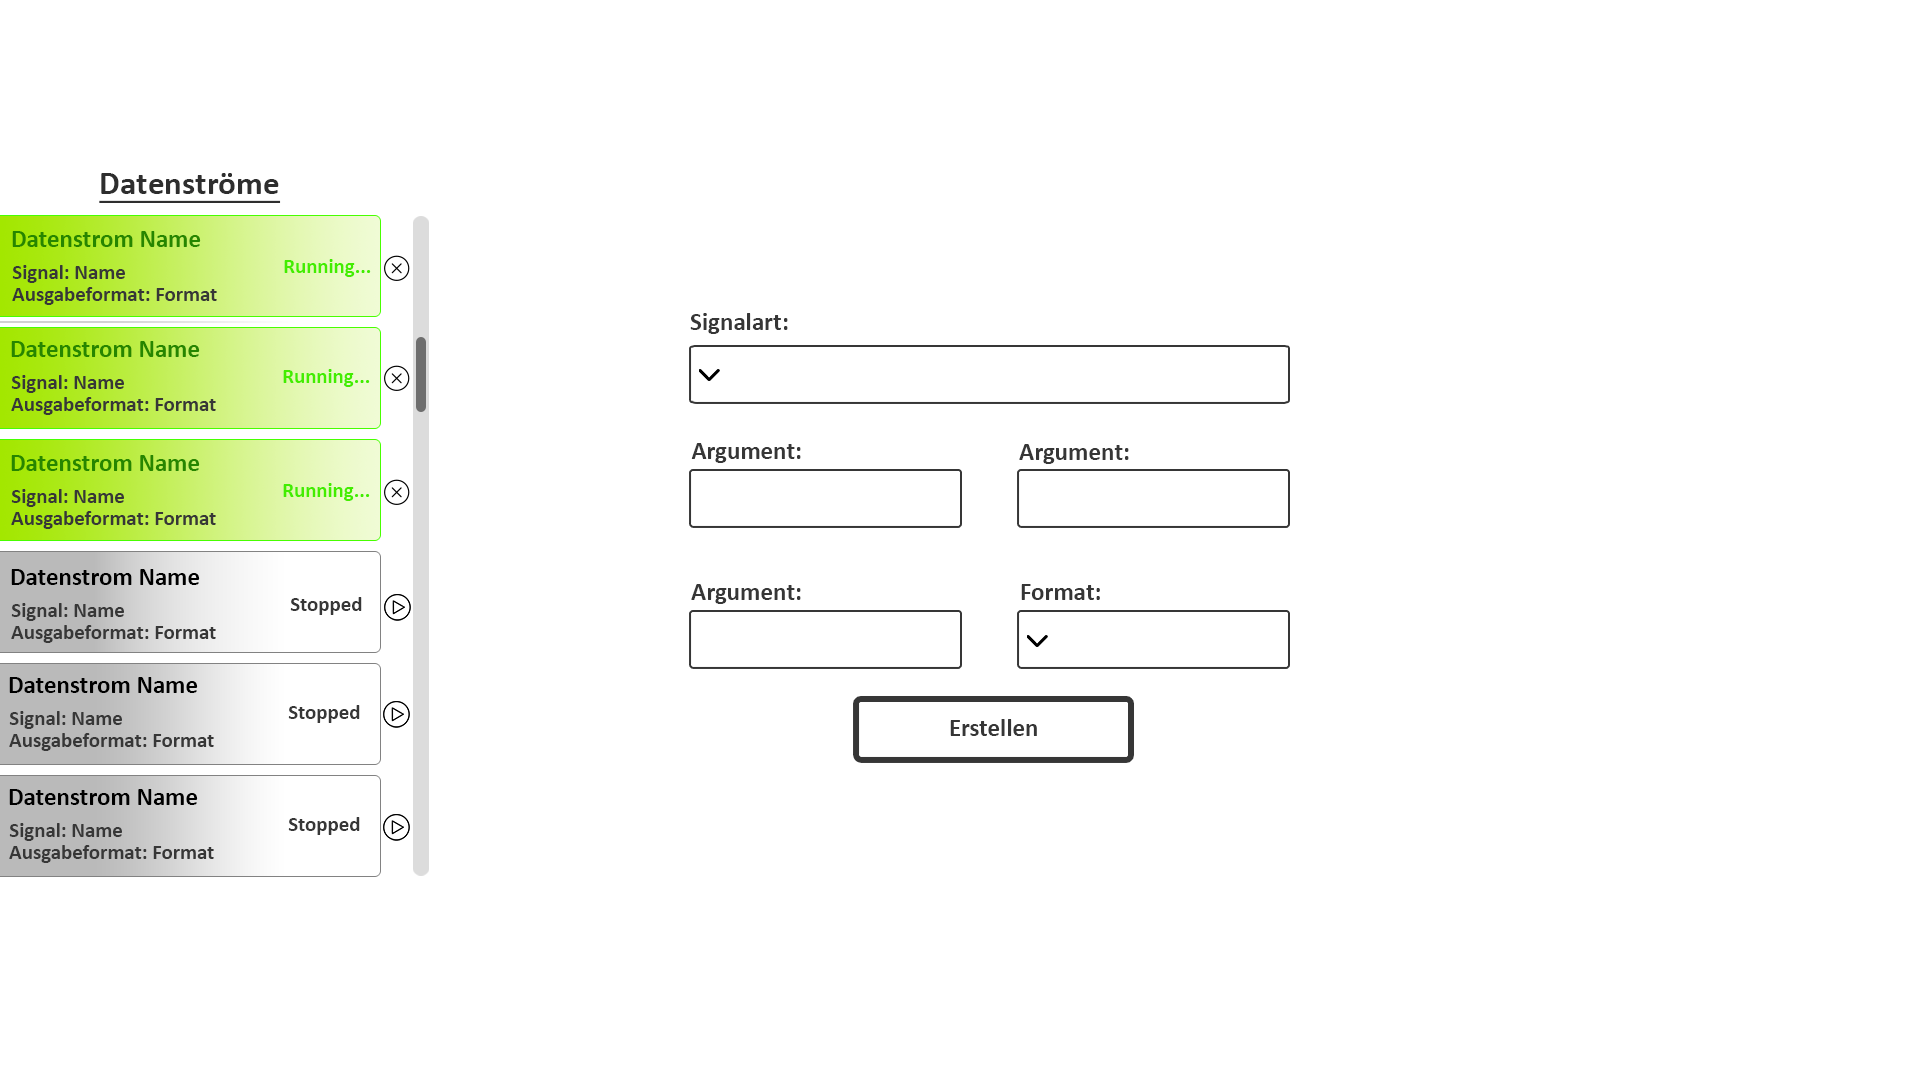 Datenströme
Datenstrom Name
Running...
Signal: Name
Ausgabeformat: Format
Datenstrom Name
Running...
Signal: Name
Ausgabeformat: Format
Datenstrom Name
Running...
Signal: Name
Ausgabeformat: Format
Datenstrom Name
Stopped
Signal: Name
Ausgabeformat: Format
Datenstrom Name
Stopped
Signal: Name
Ausgabeformat: Format
Datenstrom Name
Stopped
Signal: Name
Ausgabeformat: Format
Signalart:
Argument:
Argument:
Argument:
Format:
Erstellen